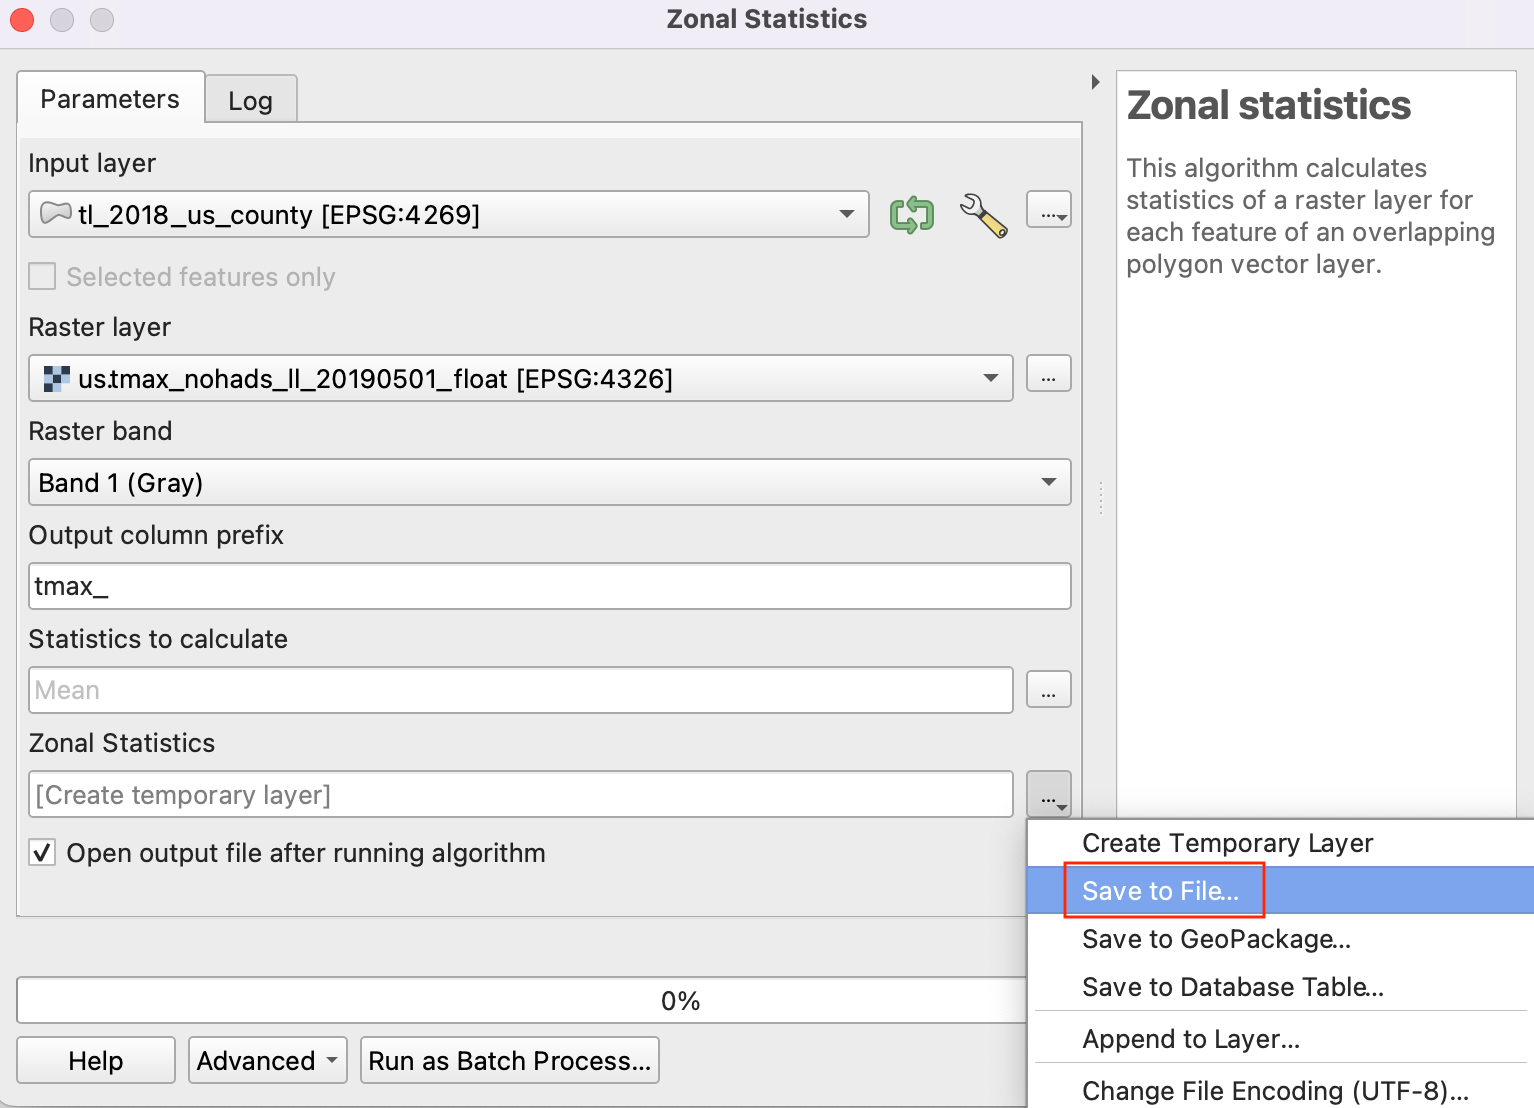 Zonal Statistics
Parameters
Log
Input layer
tl_2018_us_county [EPSG:4269]
...
Selected features only
Raster layer
us.tmax_nohads_ll_20190501_float [EPSG:4326]
...
Raster band
Band 1 (Gray)
Output column prefix
tmax_
Statistics to calculate
Mean
...
Zonal Statistics
[Create temporary layer]
...
Open output file after running algorithm
0%
Help
Advanced
Run as Batch Process...
Zonal statistics
This algorithm calculates
statistics of a raster layer for
each feature of an overlapping
polygon vector layer.
Create Temporary Layer
Save to File...
Save to GeoPackage...
Save to Database Table...
Append to Layer...
Change File Encoding (UTF-8)...